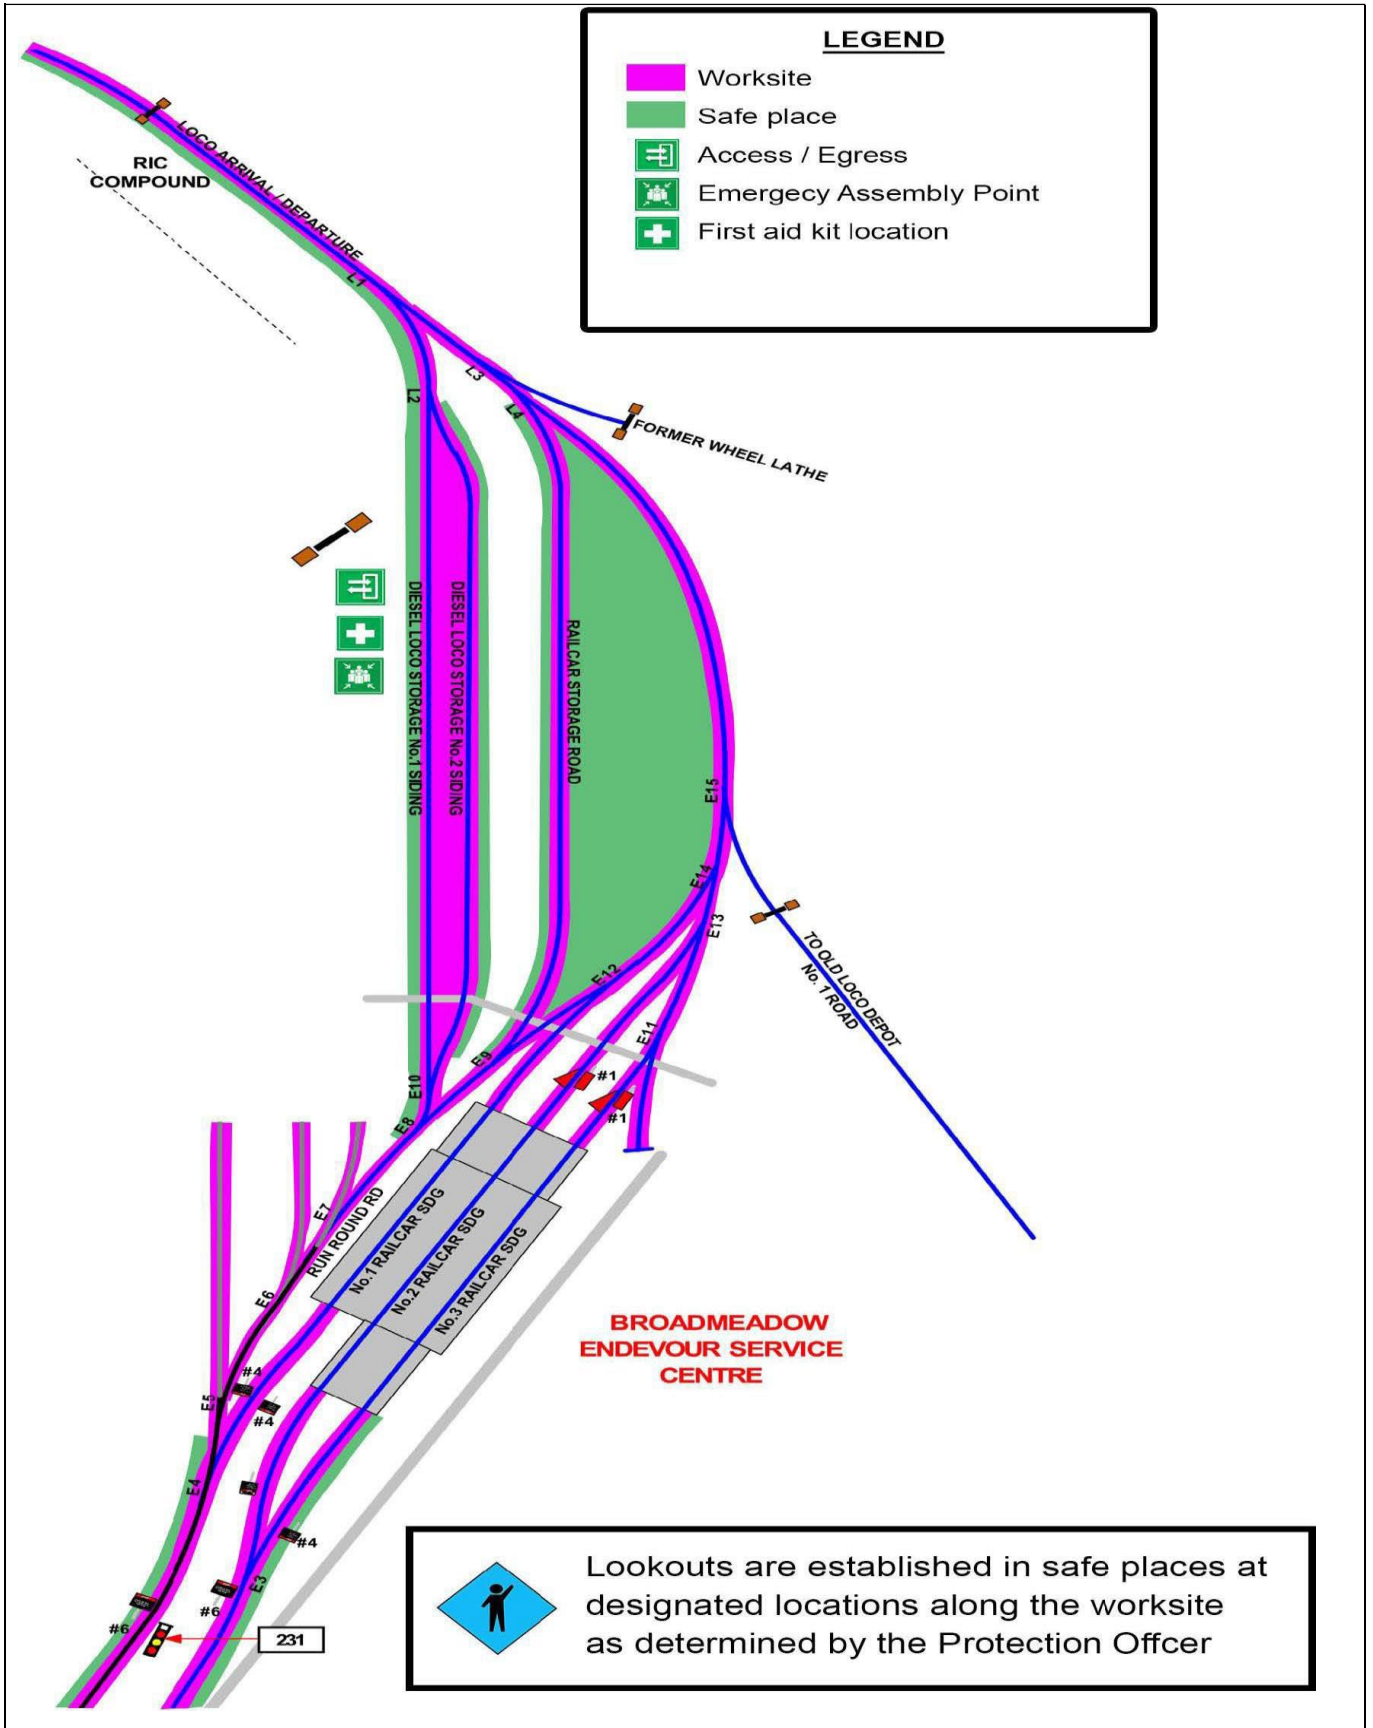 LEGEND
Worksite
Safe place
Access / Egress
Emergecy Assembly Point
First aid kit location
LOCO ARRIVAL / DEPARTURE
RIC
COMPOUND
L1
L2
L3
L4
FORMER WHEEL LATHE
DIESEL LOCO STORAGE No.1 SIDING
DIESEL LOCO STORAGE No.2 SIDING
RAILCAR STORAGE ROAD
E15
E14
E13
E12
TO OLD LOCO DEPOT
No. 1 ROAD
E11
E9
E10
E8
#1
#1
E7
RUN ROUND RD
No.1 RAILCAR SDG
No.2 RAILCAR SDG
No.3 RAILCAR SDG
E6
BROADMEADOW
ENDEVOUR SERVICE
CENTRE
#4
E5
#4
E4
#4
E3
#6
#6
231
Lookouts are established in safe places at
designated locations along the worksite
as determined by the Protection Offcer